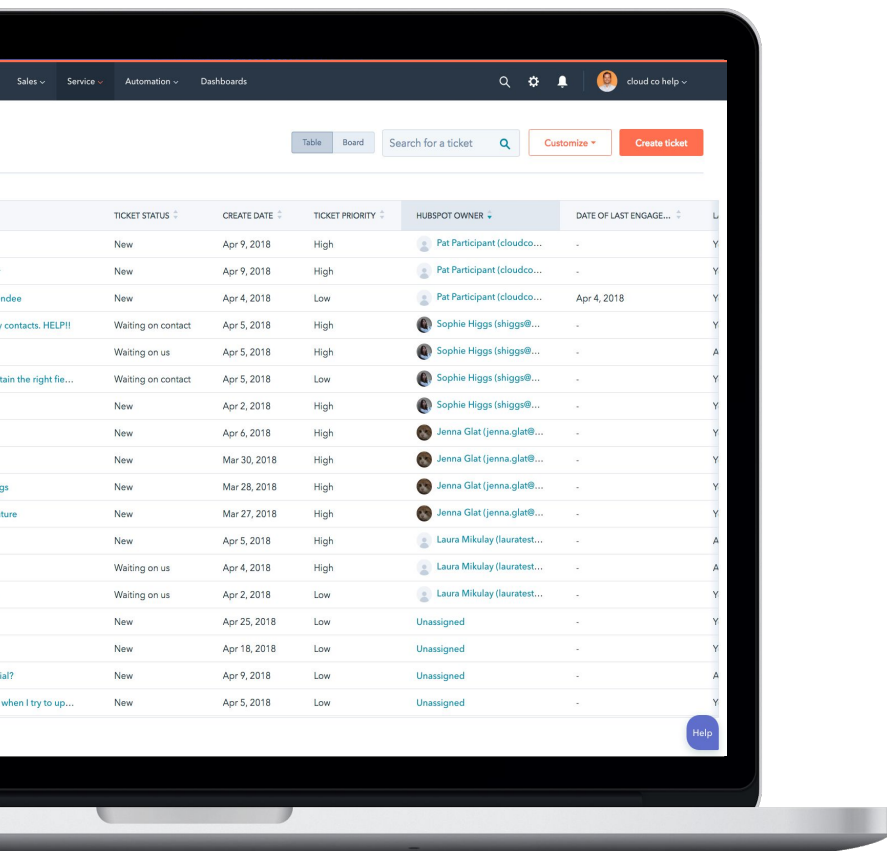 Sales Service Automation Dashboards cloud co help
Table Board Search for a ticket Customize Create ticket
TICKET STATUS CREATE DATE TICKET PRIORITY HUBSPOT OWNER DATE OF LAST ENGAGE...
New Apr 9, 2018 High Pat Participant (cloudco... -
New Apr 9, 2018 High Pat Participant (cloudco... -
ndee New Apr 4, 2018 Low Pat Participant (cloudco... Apr 4, 2018
contacts. HELP!! Waiting on contact Apr 5, 2018 High Sophie Higgs (shiggs@... -
Waiting on us Apr 5, 2018 High Sophie Higgs (shiggs@... -
tain the right fie... Waiting on contact Apr 5, 2018 Low Sophie Higgs (shiggs@... -
New Apr 2, 2018 High Sophie Higgs (shiggs@... -
New Apr 6, 2018 High Jenna Glat (jenna.glat@... -
New Mar 30, 2018 High Jenna Glat (jenna.glat@... -
gs New Mar 28, 2018 High Jenna Glat (jenna.glat@... -
ture New Mar 27, 2018 High Jenna Glat (jenna.glat@... -
New Apr 5, 2018 High Laura Mikulay (lauratest... -
Waiting on us Apr 4, 2018 High Laura Mikulay (lauratest... -
Waiting on us Apr 2, 2018 Low Laura Mikulay (lauratest... -
New Apr 25, 2018 Low Unassigned -
New Apr 18, 2018 Low Unassigned -
ial? New Apr 9, 2018 Low Unassigned -
when I try to up... New Apr 5, 2018 Low Unassigned -
Help